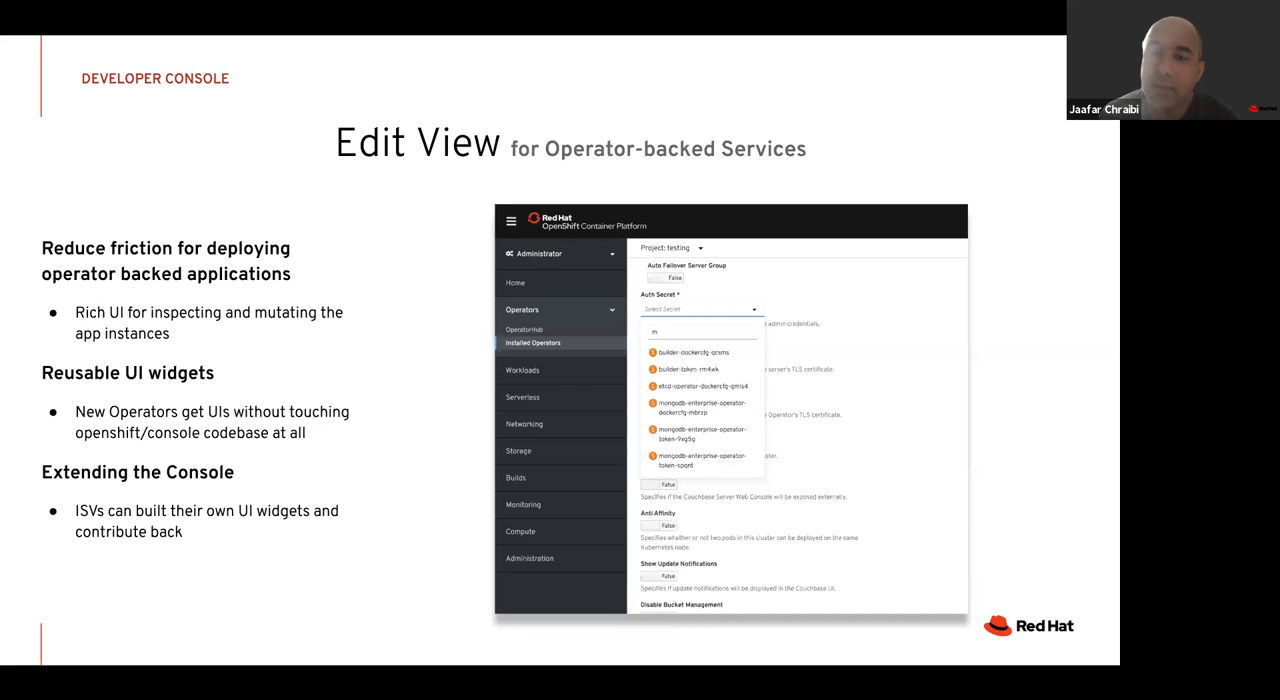 DEVELOPER CONSOLE
Jaafar Chraibi
Edit View for Operator-backed Services
Reduce friction for deploying
operator backed applications
● Rich UI for inspecting and mutating the
app instances
Reusable UI widgets
● New Operators get UIs without touching
openshift/console codebase at all
Extending the Console
● ISVs can built their own UI widgets and
contribute back
Red Hat
OpenShift Container Platform
Administrator
Home
Operators
OperatorHub
Installed Operators
Workloads
Serverless
Networking
Storage
Builds
Monitoring
Compute
Administration
Project: testing
Auto Failover Server Group
False
Auth Secret *
Select Secret
m
admin credentials.
builder-dockercfg-qcsms
builder-token-rm4wk
server's TLS certificate.
etcd-operator-dockercfg-qmls4
mongodb-enterprise-operator-
dockercfg-mbrzp
Operator's TLS certificate.
mongodb-enterprise-operator-
token-9xg5g
mongodb-enterprise-operator-
token-spqnt
False
Specifies if the Couchbase Server Web Console will be exposed externally.
Anti Affinity
False
Specifies whether or not two pods in this cluster can be deployed on the same
Kubernetes node.
Show Update Notifications
False
Specifies if update notifications will be displayed in the Couchbase UI.
Disable Bucket Management
Red Hat